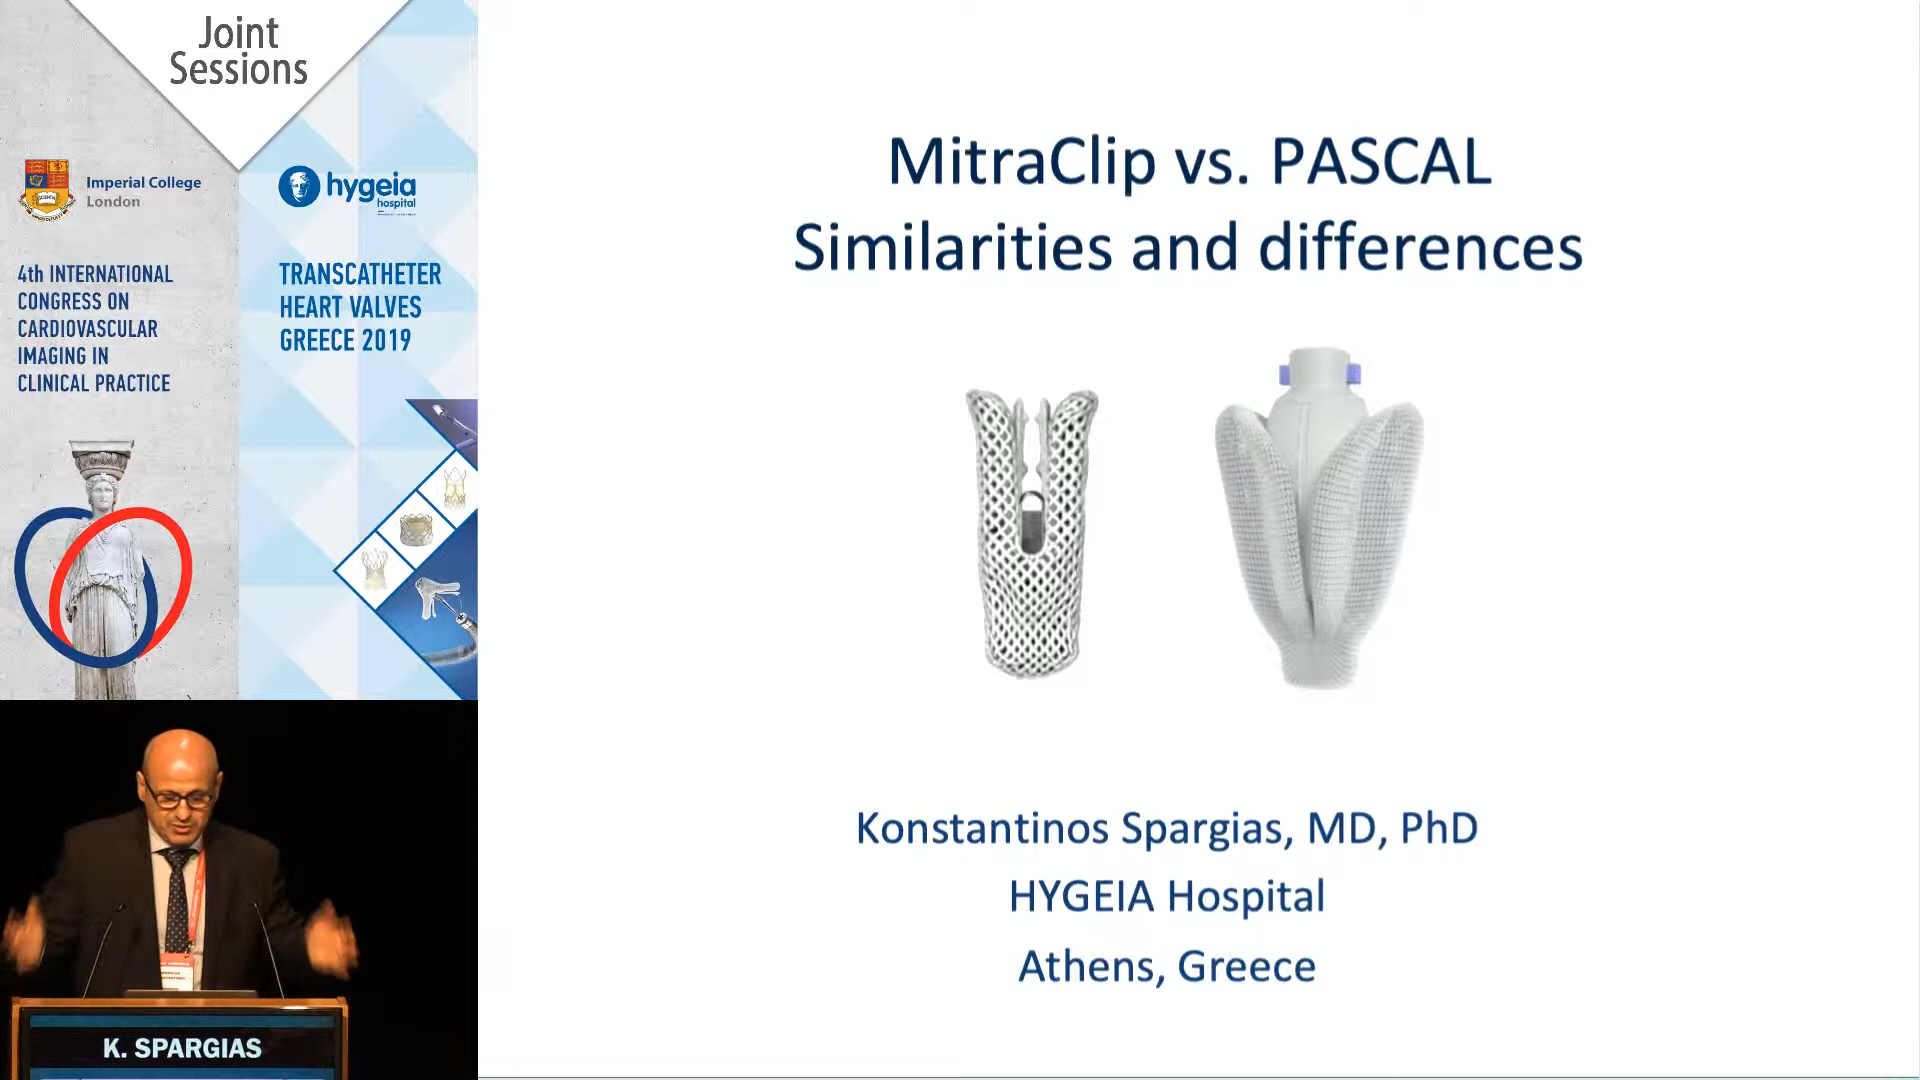 Joint
Sessions
Imperial College
London
hygeia
hospital
4th INTERNATIONAL
CONGRESS ON
CARDIOVASCULAR
IMAGING IN
CLINICAL PRACTICE
TRANSCATHETER
HEART VALVES
GREECE 2019
MitraClip vs. PASCAL
Similarities and differences
Konstantinos Spargias, MD, PhD
HYGEIA Hospital
Athens, Greece
K. SPARGIAS